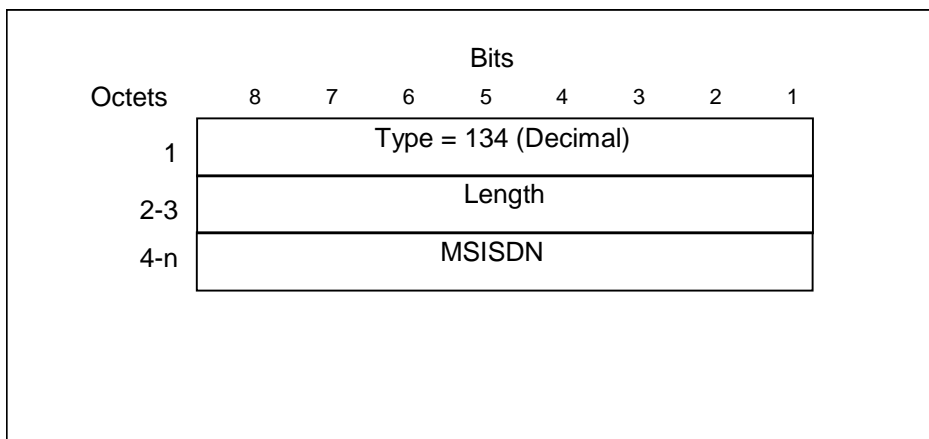 Bits
Octets 8 7 6 5 4 3 2 1
1 Type = 134 (Decimal)
2-3 Length
4-n MSISDN